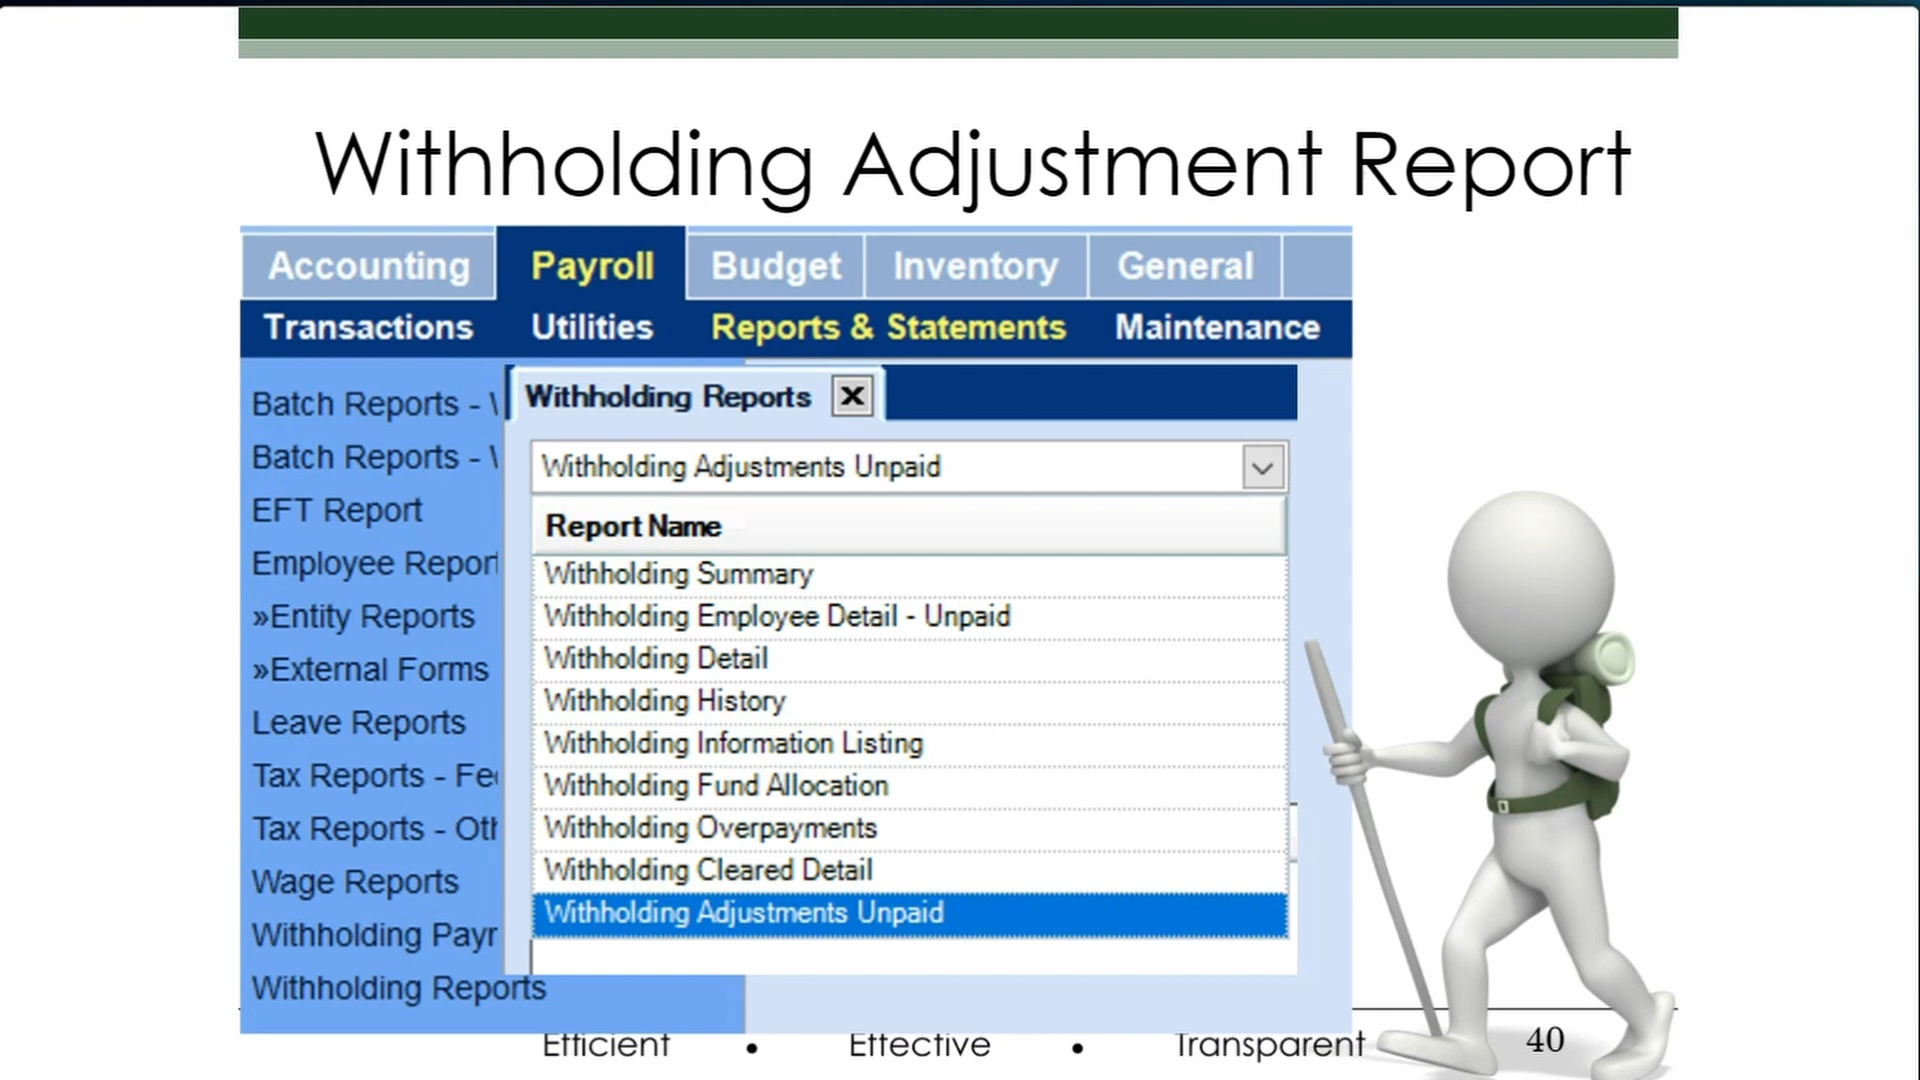 Withholding Adjustment Report
Accounting Payroll Budget Inventory General
Transactions Utilities Reports & Statements Maintenance
Withholding Reports X
Withholding Adjustments Unpaid
Report Name
Withholding Summary
Withholding Employee Detail - Unpaid
Withholding Detail
Withholding History
Withholding Information Listing
Withholding Fund Allocation
Withholding Overpayments
Withholding Cleared Detail
Withholding Adjustments Unpaid
Batch Reports -
Batch Reports -
EFT Report
Employee Report
»Entity Reports
»External Forms
Leave Reports
Tax Reports -
Tax Reports -
Wage Reports
Withholding
Withholding Reports
Efficient • Effective • Transparent 40